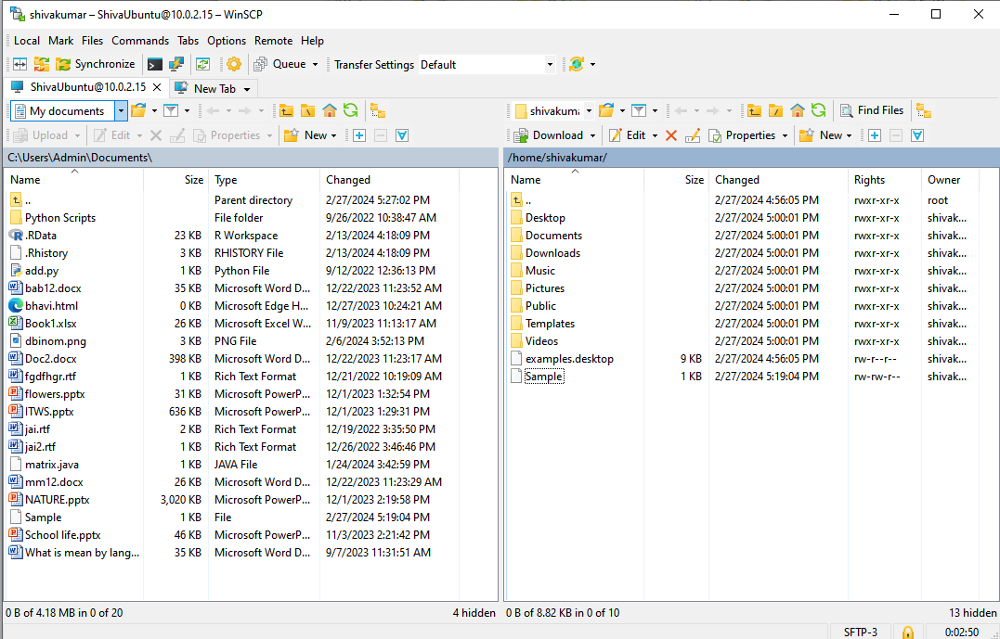 shivakumar – ShivaUbuntu@10.0.2.15 – WinSCP
Local Mark Files Commands Tabs Options Remote Help
Synchronize Queue Transfer Settings Default
ShivaUbuntu@10.0.2.15 New Tab
My documents
Upload Edit Properties New
C:\Users\Admin\Documents\
Name Size Type Changed
.. Parent directory 2/27/2024 5:27:02 PM
Python Scripts File folder 9/26/2022 10:38:47 AM
.RData 23 KB R Workspace 2/13/2024 4:18:09 PM
.Rhistory 3 KB RHISTORY File 2/13/2024 4:18:09 PM
add.py 1 KB Python File 9/12/2022 12:36:13 PM
bab12.docx 35 KB Microsoft Word D... 12/22/2023 11:23:52 AM
bhavi.html 0 KB Microsoft Edge H... 12/27/2023 10:24:21 AM
Book1.xlsx 26 KB Microsoft Excel W... 11/9/2023 11:13:17 AM
dbinom.png 3 KB PNG File 2/6/2024 3:52:13 PM
Doc2.docx 398 KB Microsoft Word D... 12/22/2023 11:23:17 AM
fgdfhgr.rtf 1 KB Rich Text Format 12/21/2022 10:19:09 AM
flowers.pptx 31 KB Microsoft PowerP... 12/1/2023 1:32:54 PM
ITWS.pptx 636 KB Microsoft PowerP... 12/1/2023 1:29:31 PM
jai.rtf 2 KB Rich Text Format 12/19/2022 3:35:50 PM
jai2.rtf 1 KB Rich Text Format 12/26/2022 3:46:46 PM
matrix.java 1 KB JAVA File 1/24/2024 3:42:59 PM
mm12.docx 26 KB Microsoft Word D... 12/22/2023 11:23:29 AM
NATURE.pptx 3,020 KB Microsoft PowerP... 12/1/2023 2:19:58 PM
Sample 1 KB File 2/27/2024 5:19:04 PM
School life.pptx 46 KB Microsoft PowerP... 11/3/2023 2:21:42 PM
What is mean by lang... 35 KB Microsoft Word D... 9/7/2023 11:31:51 AM
0 B of 4.18 MB in 0 of 20 4 hidden
shivakuma Find Files
Download Edit Properties New
/home/shivakumar/
Name Size Changed Rights Owner
.. 2/27/2024 4:56:05 PM rwxr-xr-x root
Desktop 2/27/2024 5:00:01 PM rwxr-xr-x shivak...
Documents 2/27/2024 5:00:01 PM rwxr-xr-x shivak...
Downloads 2/27/2024 5:00:01 PM rwxr-xr-x shivak...
Music 2/27/2024 5:00:01 PM rwxr-xr-x shivak...
Pictures 2/27/2024 5:00:01 PM rwxr-xr-x shivak...
Public 2/27/2024 5:00:01 PM rwxr-xr-x shivak...
Templates 2/27/2024 5:00:01 PM rwxr-xr-x shivak...
Videos 2/27/2024 5:00:01 PM rwxr-xr-x shivak...
examples.desktop 9 KB 2/27/2024 4:56:05 PM rw-r--r-- shivak...
Sample 1 KB 2/27/2024 5:19:04 PM rw-rw-r-- shivak...
0 B of 8.82 KB in 0 of 10 13 hidden
SFTP-3 0:02:50